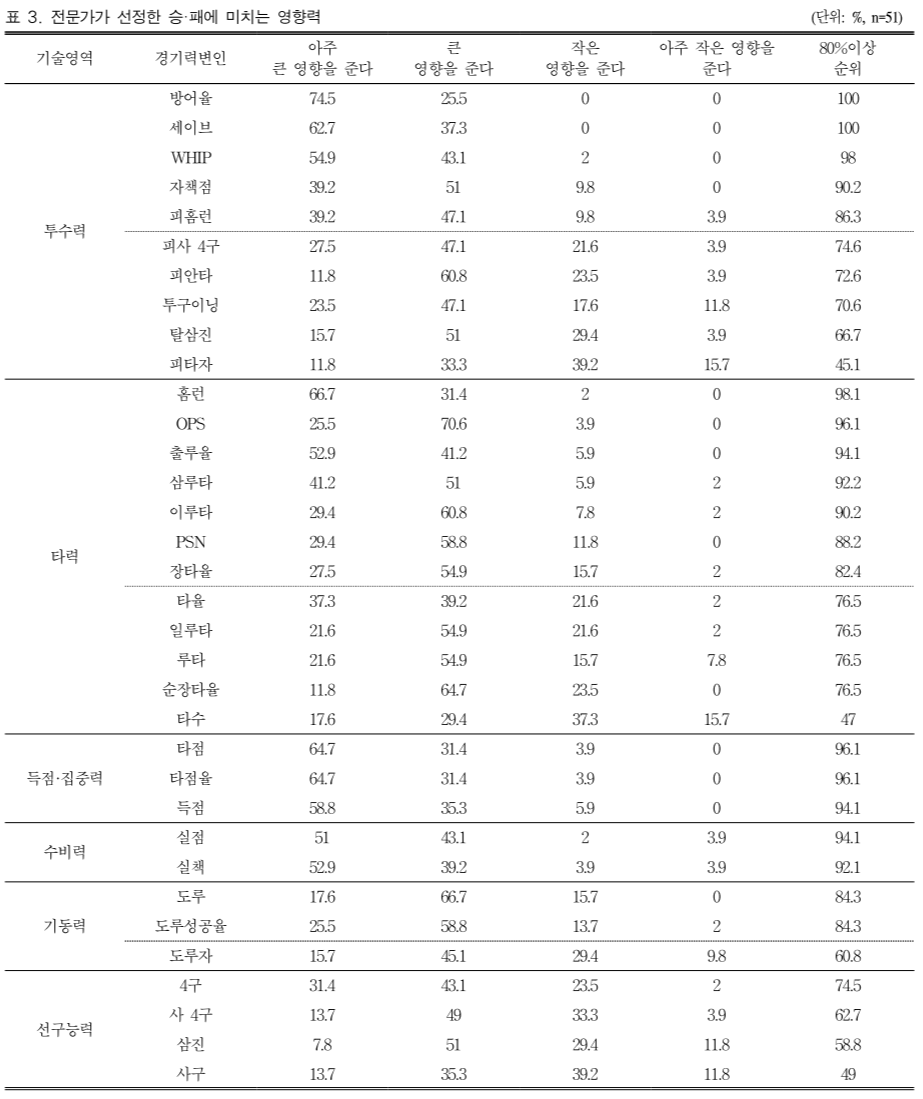 표 3. 전문가가 선정한 승·패에 미치는 영향력 (단위: %, n=51)
기술영역 경기력변인 아주 큰 영향을 준다 큰 영향을 준다 작은 영향을 준다 아주 작은 영향을 준다 80%이상 순위
투수력
방어율 74.5 25.5 0 0 100
세이브 62.7 37.3 0 0 100
WHIP 54.9 43.1 2 0 98
자책점 39.2 51 9.8 0 90.2
피홈런 39.2 47.1 9.8 3.9 86.3
피사 4구 27.5 47.1 21.6 3.9 74.6
피안타 11.8 60.8 23.5 3.9 72.6
투구이닝 23.5 47.1 17.6 11.8 70.6
탈삼진 15.7 51 29.4 3.9 66.7
피타자 11.8 33.3 39.2 15.7 45.1
타력
홈런 66.7 31.4 2 0 98.1
OPS 25.5 70.6 3.9 0 96.1
출루율 52.9 41.2 5.9 0 94.1
삼루타 41.2 51 5.9 2 92.2
이루타 29.4 60.8 7.8 2 90.2
PSN 29.4 58.8 11.8 0 88.2
장타율 27.5 54.9 15.7 2 82.4
타율 37.3 39.2 21.6 2 76.5
일루타 21.6 54.9 21.6 2 76.5
루타 21.6 54.9 15.7 7.8 76.5
순장타율 11.8 64.7 23.5 0 76.5
타수 17.6 29.4 37.3 15.7 47
득점·집중력
타점 64.7 31.4 3.9 0 96.1
타점율 64.7 31.4 3.9 0 96.1
득점 58.8 35.3 5.9 0 94.1
수비력
실점 51 43.1 2 3.9 94.1
실책 52.9 39.2 3.9 3.9 92.1
기동력
도루 17.6 66.7 15.7 0 84.3
도루성공율 25.5 58.8 13.7 2 84.3
도루자 15.7 45.1 29.4 9.8 60.8
선구능력
4구 31.4 43.1 23.5 2 74.5
사 4구 13.7 49 33.3 3.9 62.7
삼진 7.8 51 29.4 11.8 58.8
사구 13.7 35.3 39.2 11.8 49